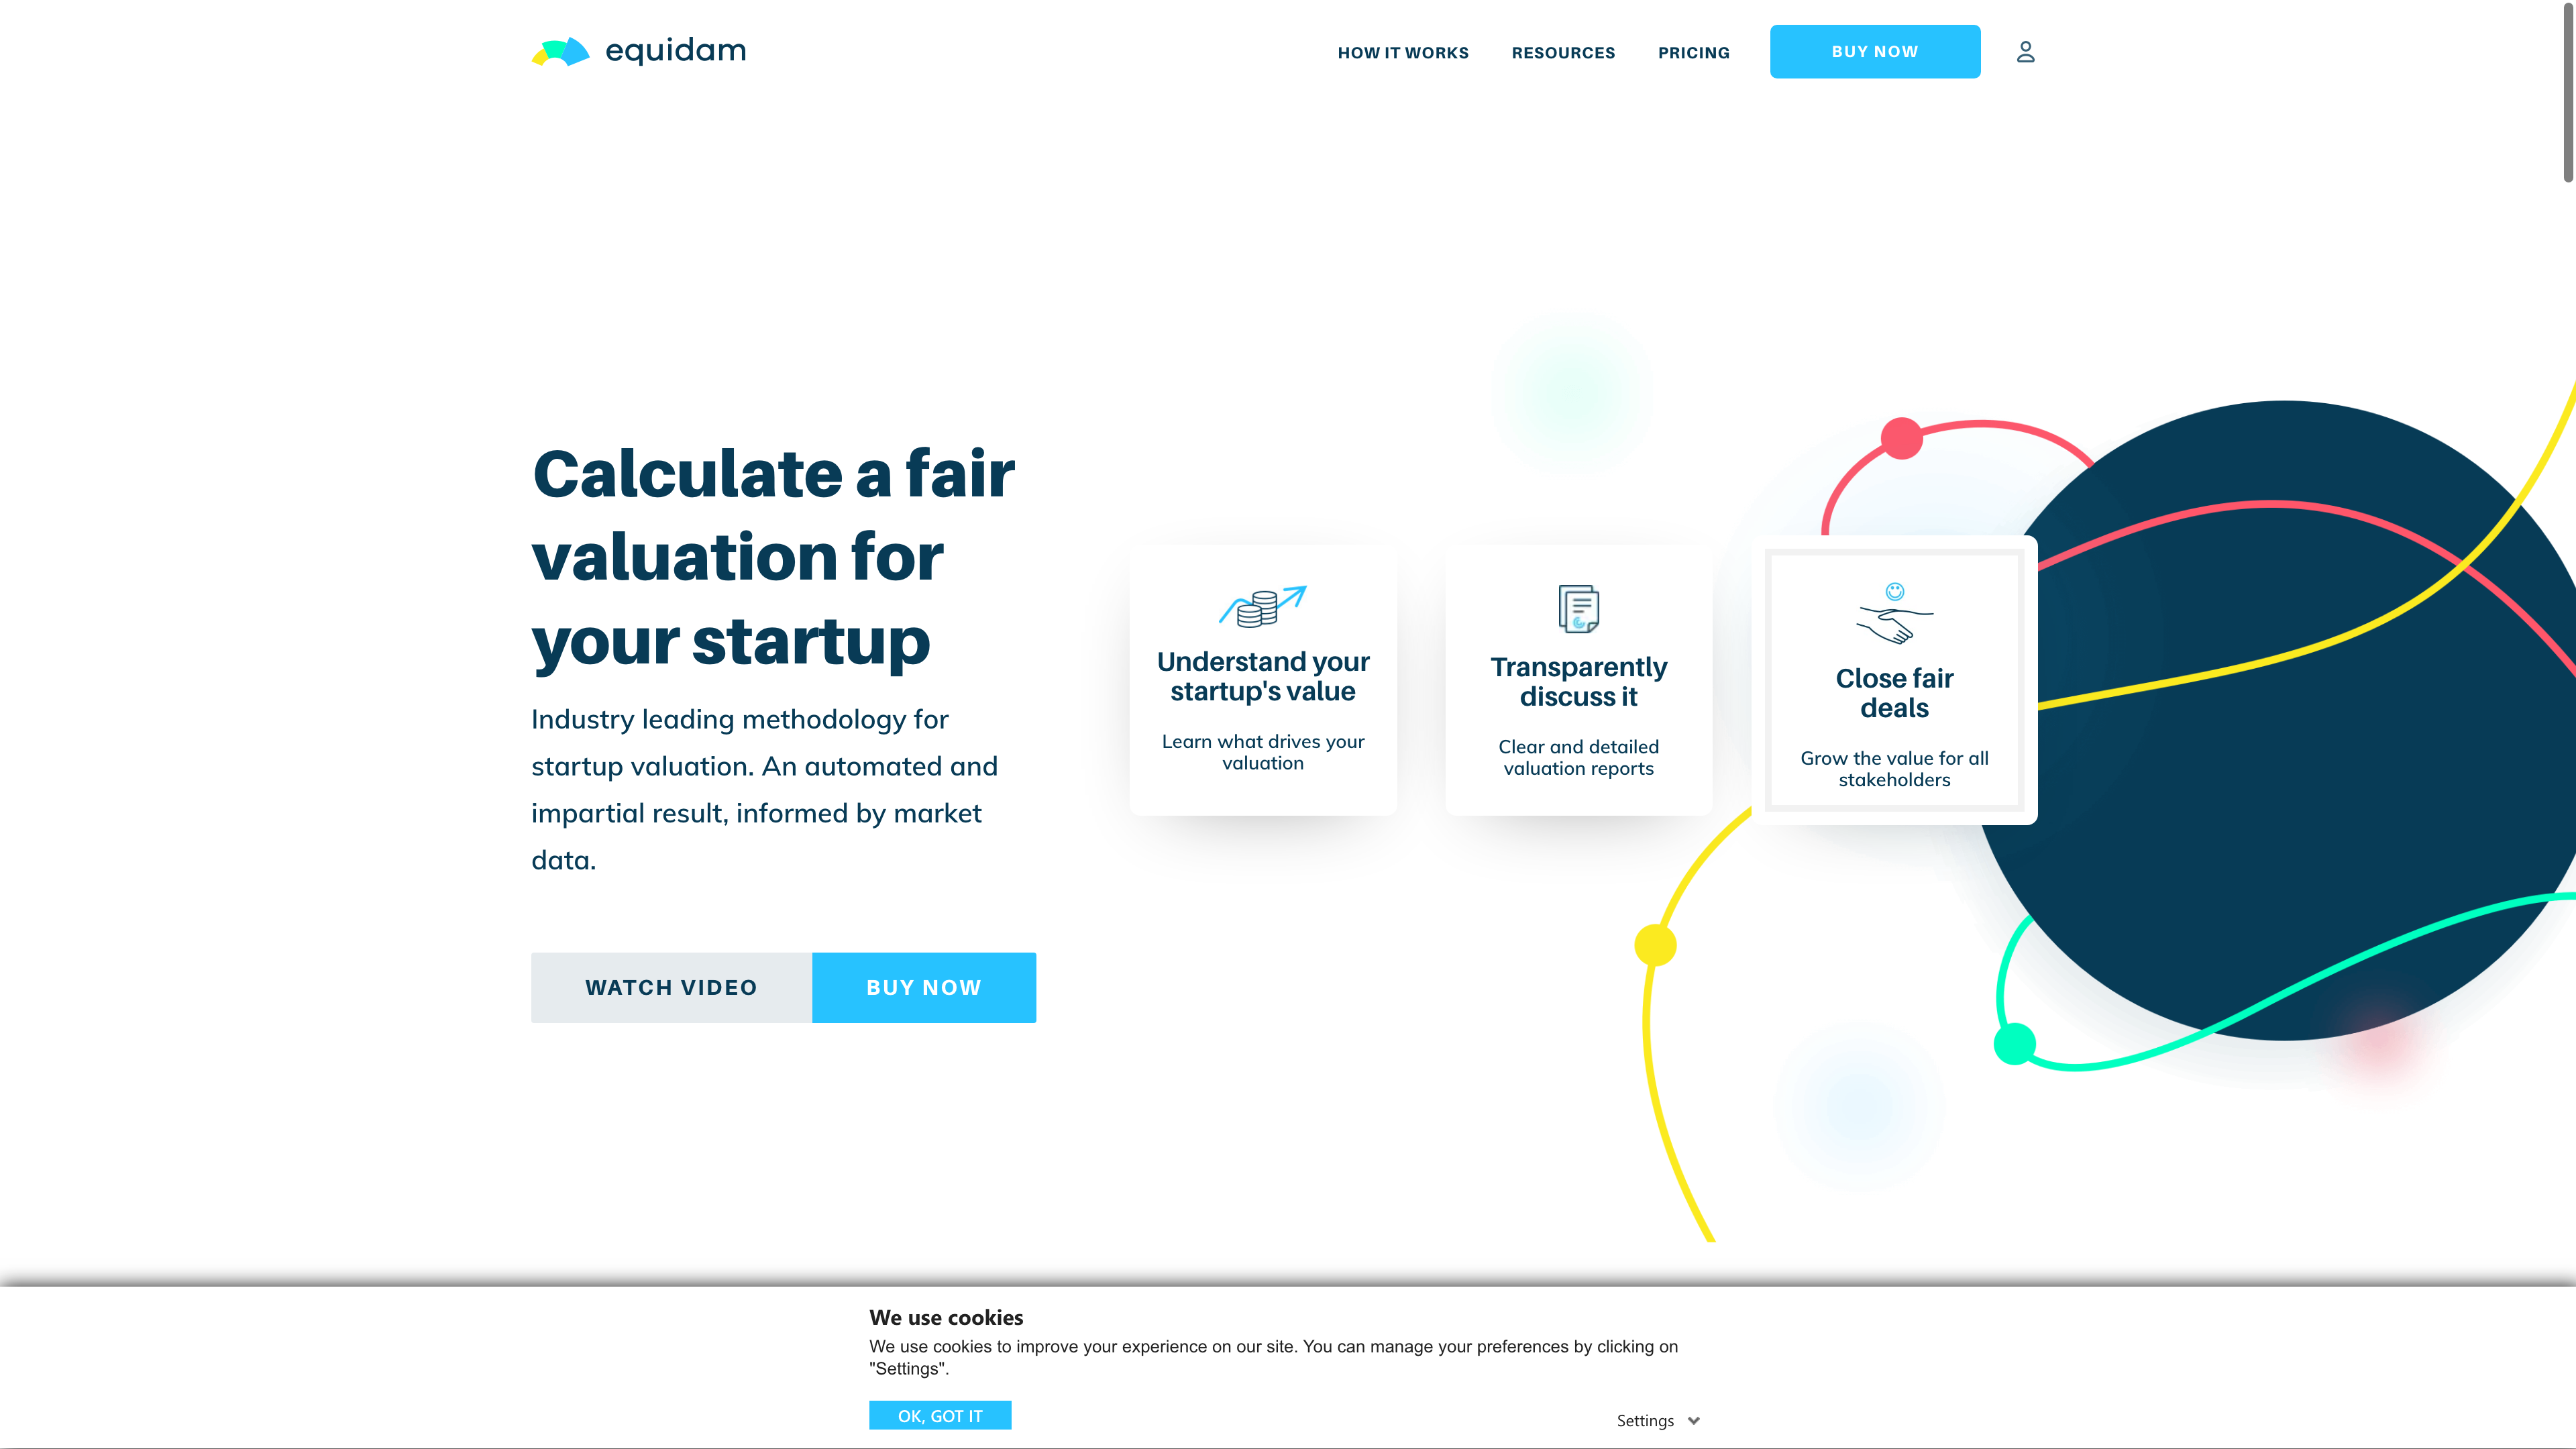 equidam
HOW IT WORKS
RESOURCES
PRICING
BUY NOW
Calculate a fair
valuation for
your startup
Industry leading methodology for
startup valuation. An automated and
impartial result, informed by market
data.
WATCH VIDEO
BUY NOW
Understand your
startup's value
Learn what drives your
valuation
Transparently
discuss it
Clear and detailed
valuation reports
Close fair
deals
Grow the value for all
stakeholders
We use cookies
We use cookies to improve your experience on our site. You can manage your preferences by clicking on
"Settings".
OK, GOT IT
Settings